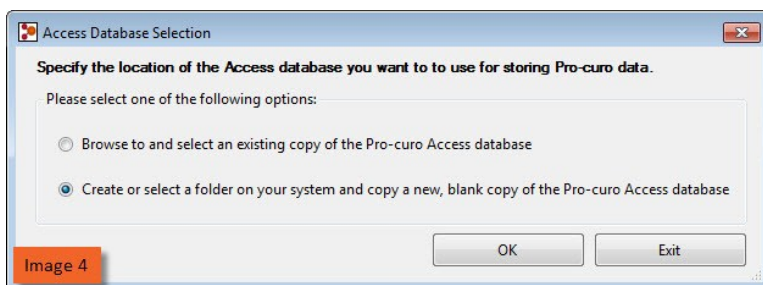 Access Database Selection
Specify the location of the Access database you want to to use for storing Pro-curo data.
Please select one of the following options:
Browse to and select an existing copy of the Pro-curo Access database
Create or select a folder on your system and copy a new, blank copy of the Pro-curo Access database
OK Exit
Image 4